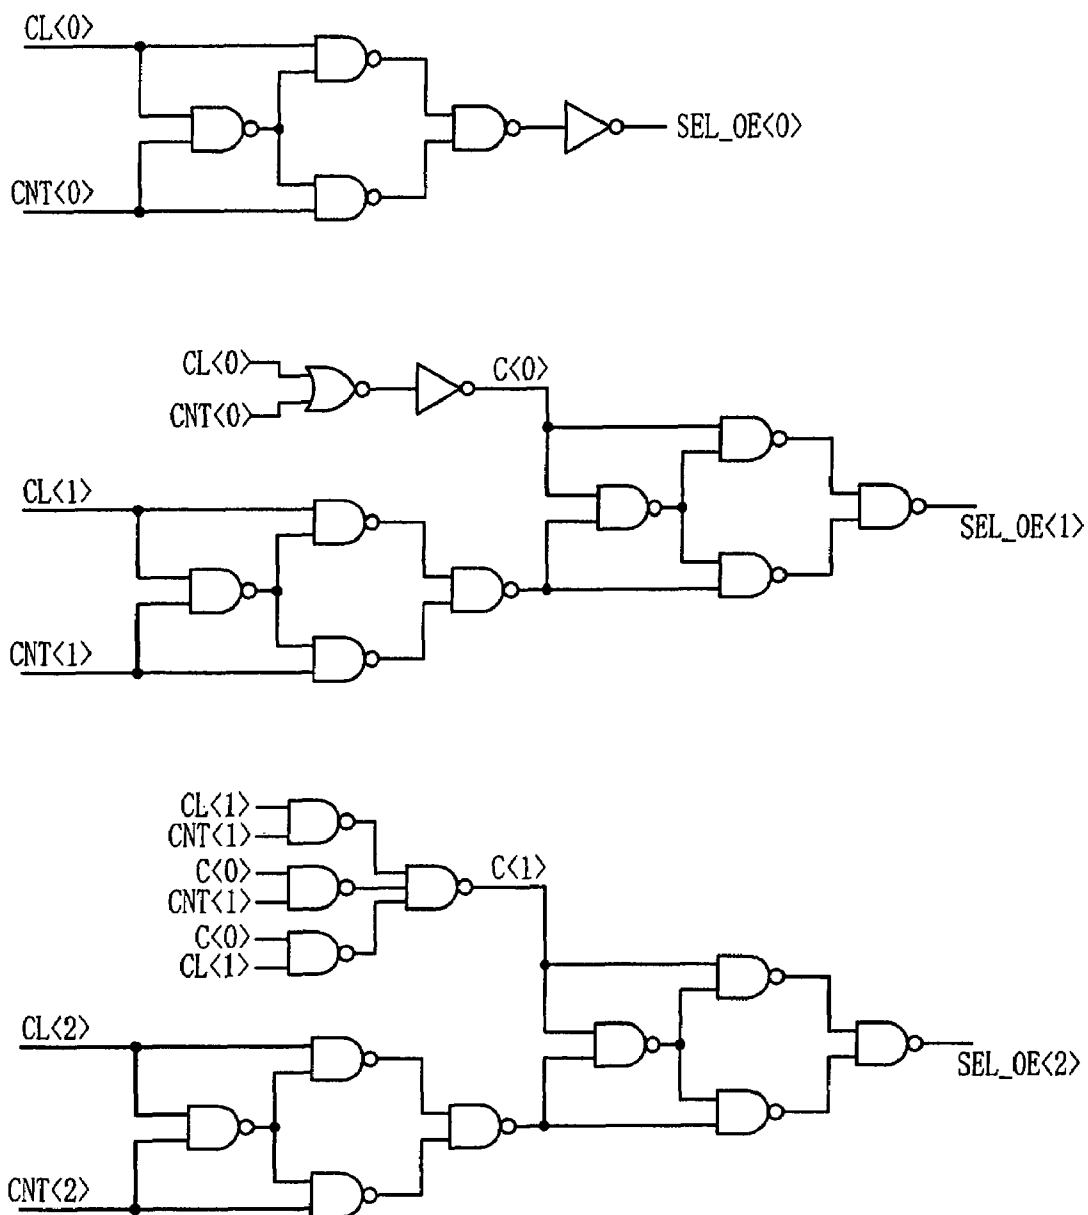 CL<0>
SEL_OE<0>
CNT<0>
CL<0>
C<0>
CNT<0>
CL<1>
SEL_OE<1>
CNT<1>
CL<1>
CNT<1>
C<0>
C<1>
CNT<1>
C<0>
CL<1>
CL<2>
SEL_OE<2>
CNT<2>